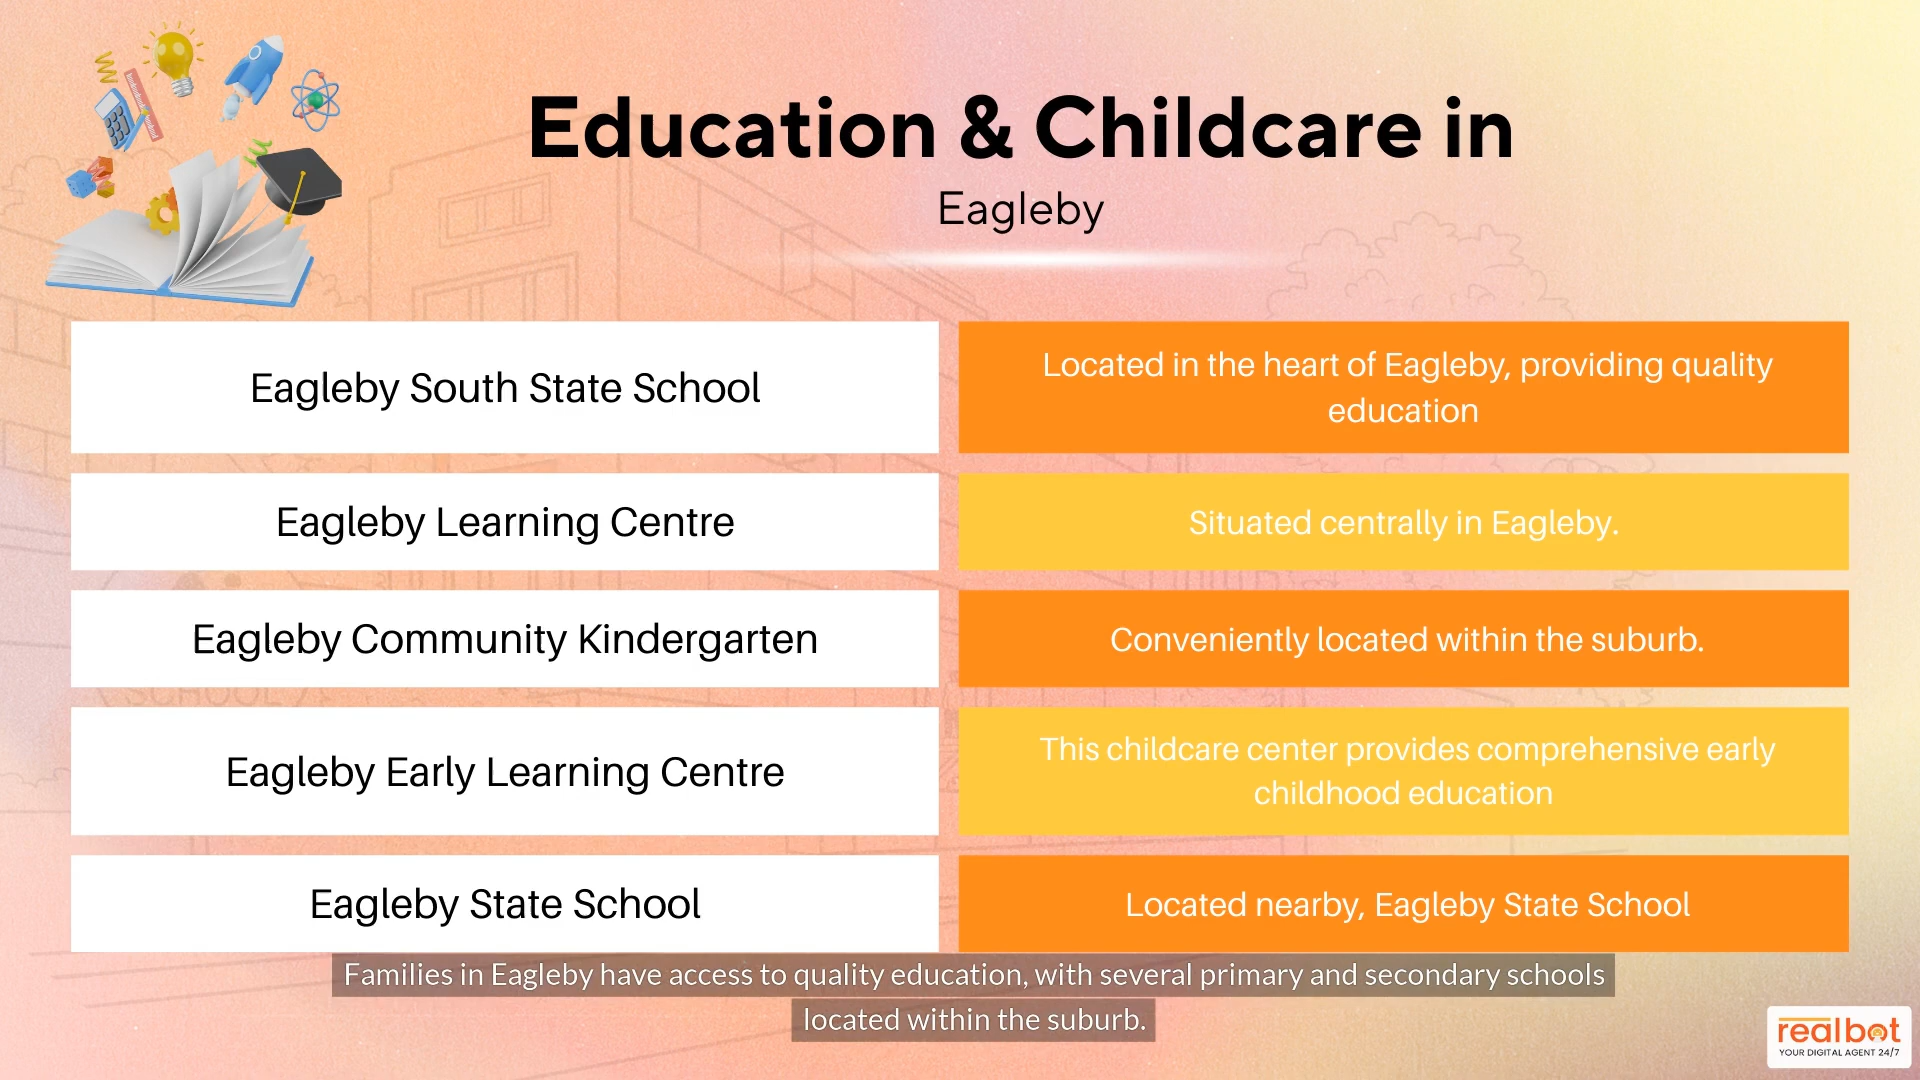 Education & Childcare in
Eagleby
Eagleby South State School
Located in the heart of Eagleby, providing quality
education
Eagleby Learning Centre
Situated centrally in Eagleby.
Eagleby Community Kindergarten
Conveniently located within the suburb.
Eagleby Early Learning Centre
This childcare center provides comprehensive early
childhood education
Eagleby State School
Located nearby, Eagleby State School
Families in Eagleby have access to quality education, with several primary and secondary schools
located within the suburb.
SCHOOL
realbot
YOUR DIGITAL AGENT 24/7